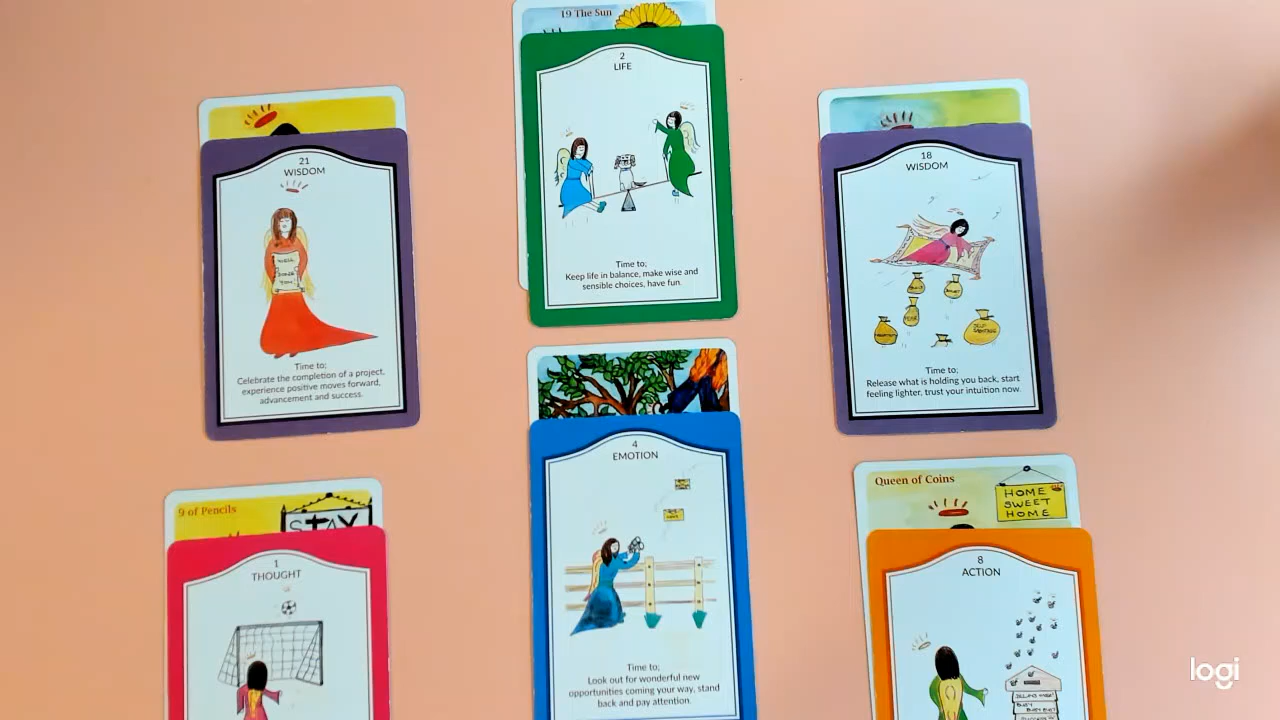 19 The Sun
2
LIFE
Time to;
Keep life in balance, make wise and
sensible choices, have fun.
21
WISDOM
Time to;
Celebrate the completion of a project,
experience positive moves forward,
advancement and success.
18
WISDOM
SELF
Time to;
Release what is holding you back, start
feeling lighter, trust your intuition now.
9 of Pencils
STAY
1
THOUGHT
4
EMOTION
Time to;
Look out for wonderful new
opportunities coming your way, stand
back and pay attention.
Queen of Coins
HOME
SWEET
HOME
8
ACTION
BUSY
logi